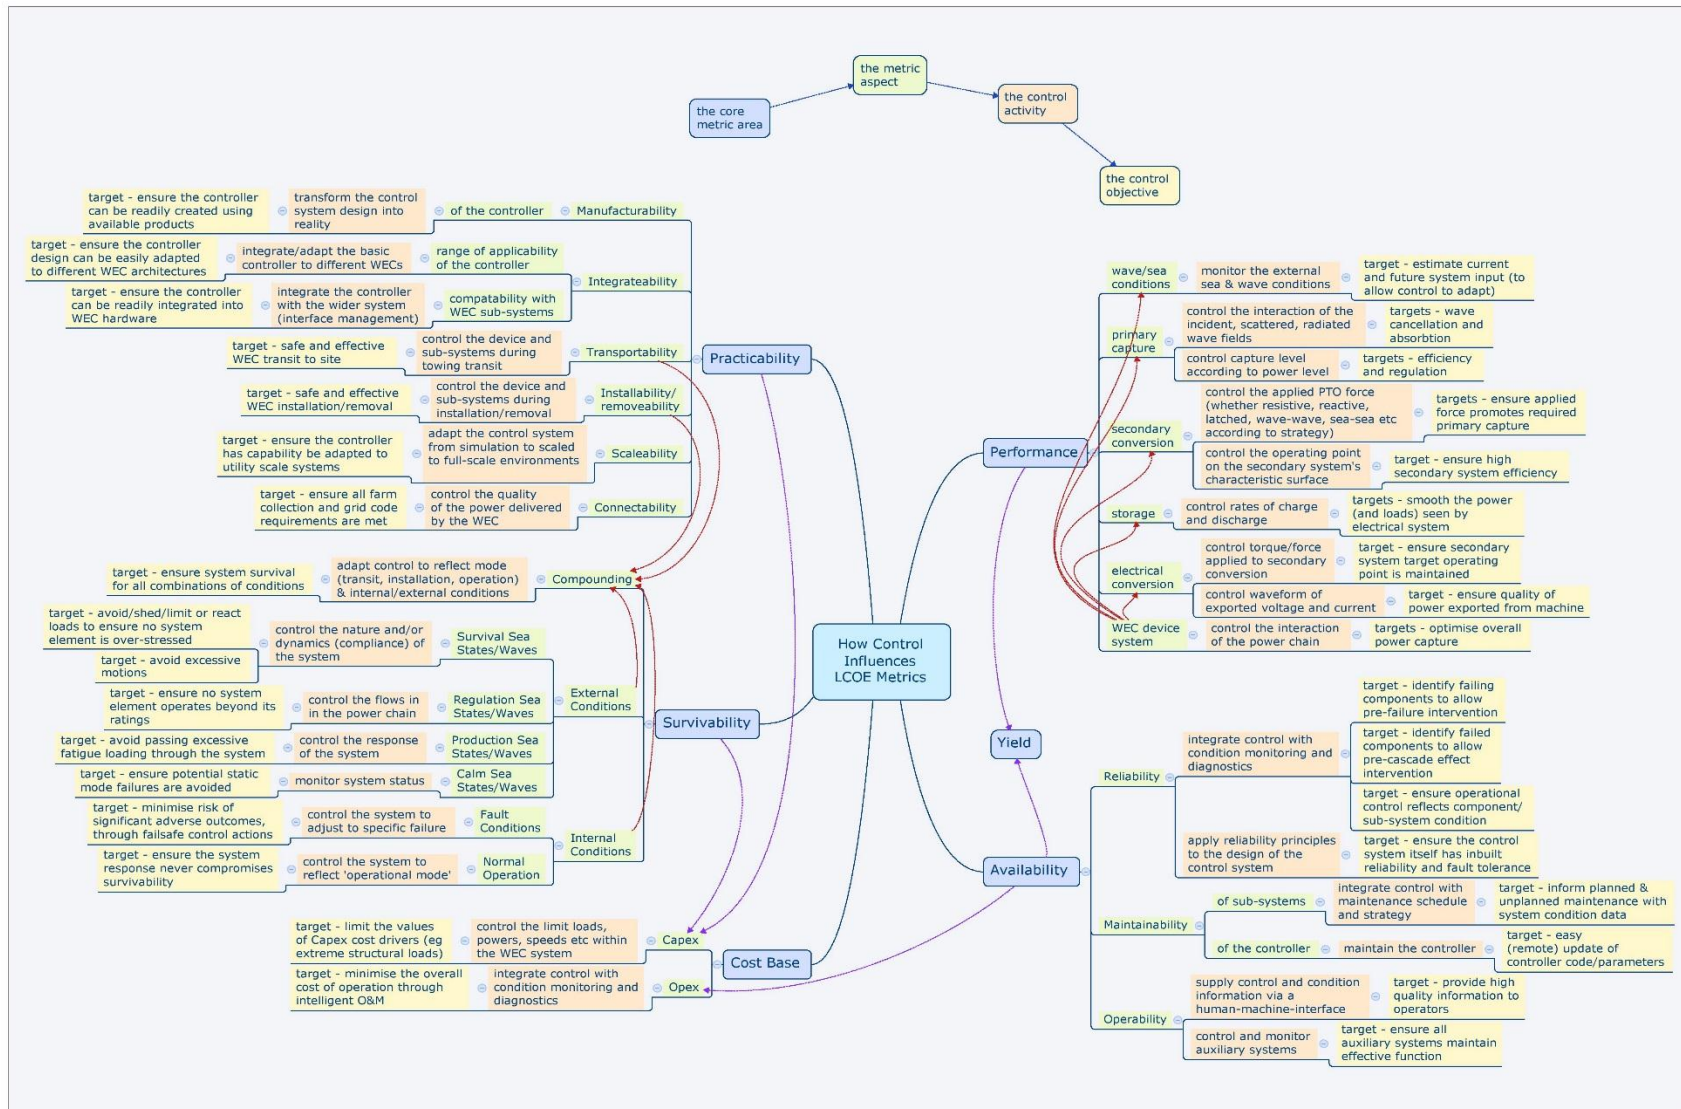 the core
metric area
the metric
aspect
the control
activity
the control
objective
How Control
Influences
LCOE Metrics
Practicability
Manufacturability
of the controller
transform the control
system design into
reality
target - ensure the controller
can be readily created using
available products
Integrateability
range of applicability
of the controller
integrate/adapt the basic
controller to different WECs
target - ensure the controller
design can be easily adapted
to different WEC architectures
compatability with
WEC sub-systems
integrate the controller
with the wider system
(interface management)
target - ensure the controller
can be readily integrated into
WEC hardware
Transportability
control the device and
sub-systems during
towing transit
target - safe and effective
WEC transit to site
Installability/
removeability
control the device and
sub-systems during
installation/removal
target - safe and effective
WEC installation/removal
Scaleability
adapt the control system
from simulation to scaled
to full-scale environments
target - ensure the controller
has capability be adapted to
utility scale systems
Connectability
control the quality
of the power delivered
by the WEC
target - ensure all farm
collection and grid code
requirements are met
Survivability
Compounding
adapt control to reflect mode
(transit, installation, operation)
& internal/external conditions
target - ensure system survival
for all combinations of conditions
External
Conditions
Survival Sea
States/Waves
control the nature and/or
dynamics (compliance) of
the system
target - avoid/shed/limit or react
loads to ensure no system
element is over-stressed
target - avoid excessive
motions
Regulation Sea
States/Waves
control the flows in
in the power chain
target - ensure no system
element operates beyond its
ratings
Production Sea
States/Waves
control the response
of the system
target - avoid passing excessive
fatigue loading through the system
Calm Sea
States/Waves
monitor system status
target - ensure potential static
mode failures are avoided
Internal
Conditions
Fault
Conditions
control the system to
adjust to specific failure
target - minimise risk of
significant adverse outcomes,
through failsafe control actions
Normal
Operation
control the system to
reflect 'operational mode'
target - ensure the system
response never compromises
survivability
Cost Base
Capex
control the limit loads,
powers, speeds etc within
the WEC system
target - limit the values
of Capex cost drivers (eg
extreme structural loads)
Opex
integrate control with
condition monitoring and
diagnostics
target - minimise the overall
cost of operation through
intelligent O&M
Performance
wave/sea
conditions
monitor the external
sea & wave conditions
target - estimate current
and future system input (to
allow control to adapt)
primary
capture
control the interaction of the
incident, scattered, radiated
wave fields
targets - wave
cancellation and
absorbtion
control capture level
according to power level
targets - efficiency
and regulation
secondary
conversion
control the applied PTO force
(whether resistive, reactive,
latched, wave-wave, sea-sea etc
according to strategy)
targets - ensure applied
force promotes required
primary capture
control the operating point
on the secondary system's
characteristic surface
target - ensure high
secondary system efficiency
storage
control rates of charge
and discharge
targets - smooth the power
(and loads) seen by
electrical system
electrical
conversion
control torque/force
applied to secondary
conversion
target - ensure secondary
system target operating
point is maintained
control waveform of
exported voltage and current
target - ensure quality of
power exported from machine
WEC device
system
control the interaction
of the power chain
targets - optimise overall
power capture
Yield
Availability
Reliability
integrate control with
condition monitoring and
diagnostics
target - identify failing
components to allow
pre-failure intervention
target - identify failed
components to allow
pre-cascade effect
intervention
target - ensure operational
control reflects component/
sub-system condition
apply reliability principles
to the design of the
control system
target - ensure the control
system itself has inbuilt
reliability and fault tolerance
Maintainability
of sub-systems
integrate control with
maintenance schedule
and strategy
target - inform planned &
unplanned maintenance with
system condition data
of the controller
maintain the controller
target - easy
(remote) update of
controller code/parameters
Operability
supply control and condition
information via a
human-machine-interface
target - provide high
quality information to
operators
control and monitor
auxiliary systems
target - ensure all
auxiliary systems maintain
effective function